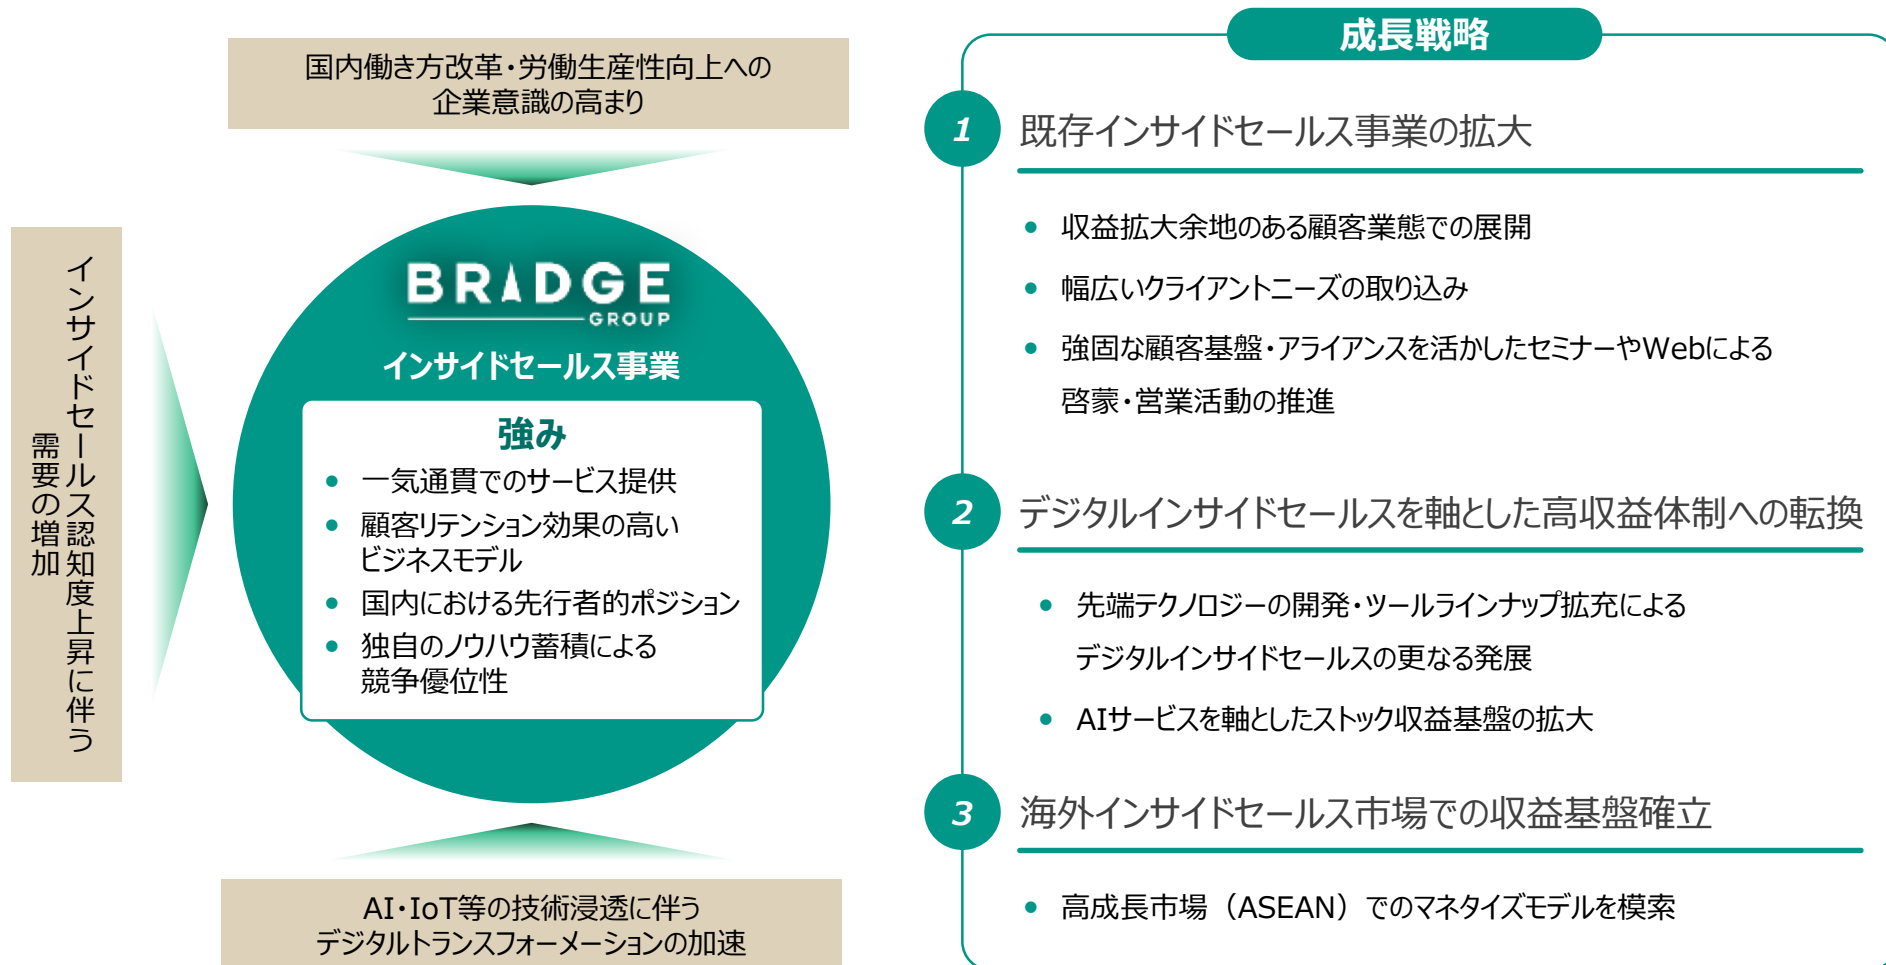 国内働き方改革・労働生産性向上への
企業意識の高まり
インサイドセールス認知度上昇に伴う
需要の増加
BRIDGE
GROUP
インサイドセールス事業
強み
• 一気通貫でのサービス提供
• 顧客リテンション効果の高い
ビジネスモデル
• 国内における先行者的ポジション
• 独自のノウハウ蓄積による
競争優位性
AI・IoT等の技術浸透に伴う
デジタルトランスフォーメーションの加速
成長戦略
1 既存インサイドセールス事業の拡大
• 収益拡大余地のある顧客業態での展開
• 幅広いクライアントニーズの取り込み
• 強固な顧客基盤・アライアンスを活かしたセミナーやWebによる
啓蒙・営業活動の推進
2 デジタルインサイドセールスを軸とした高収益体制への転換
• 先端テクノロジーの開発・ツールラインナップ拡充による
デジタルインサイドセールスの更なる発展
• AIサービスを軸としたストック収益基盤の拡大
3 海外インサイドセールス市場での収益基盤確立
• 高成長市場（ASEAN）でのマネタイズモデルを模索